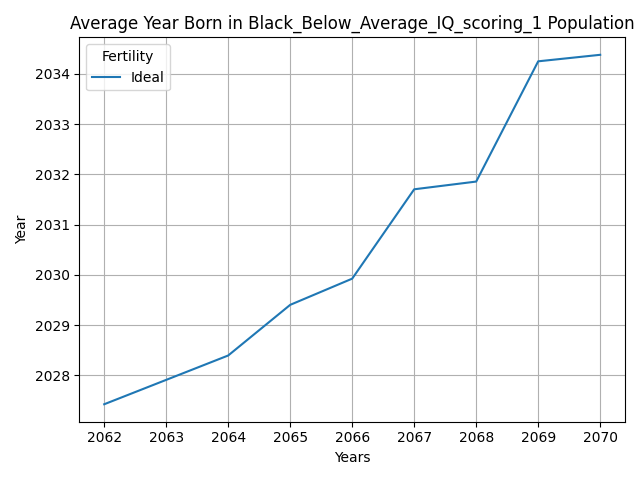 Average Year Born in Black_Below_Average_IQ_scoring_1 Population
Fertility
Ideal
2034
2033
2032
2031
2030
2029
2028
Year
2062 2063 2064 2065 2066 2067 2068 2069 2070
Years